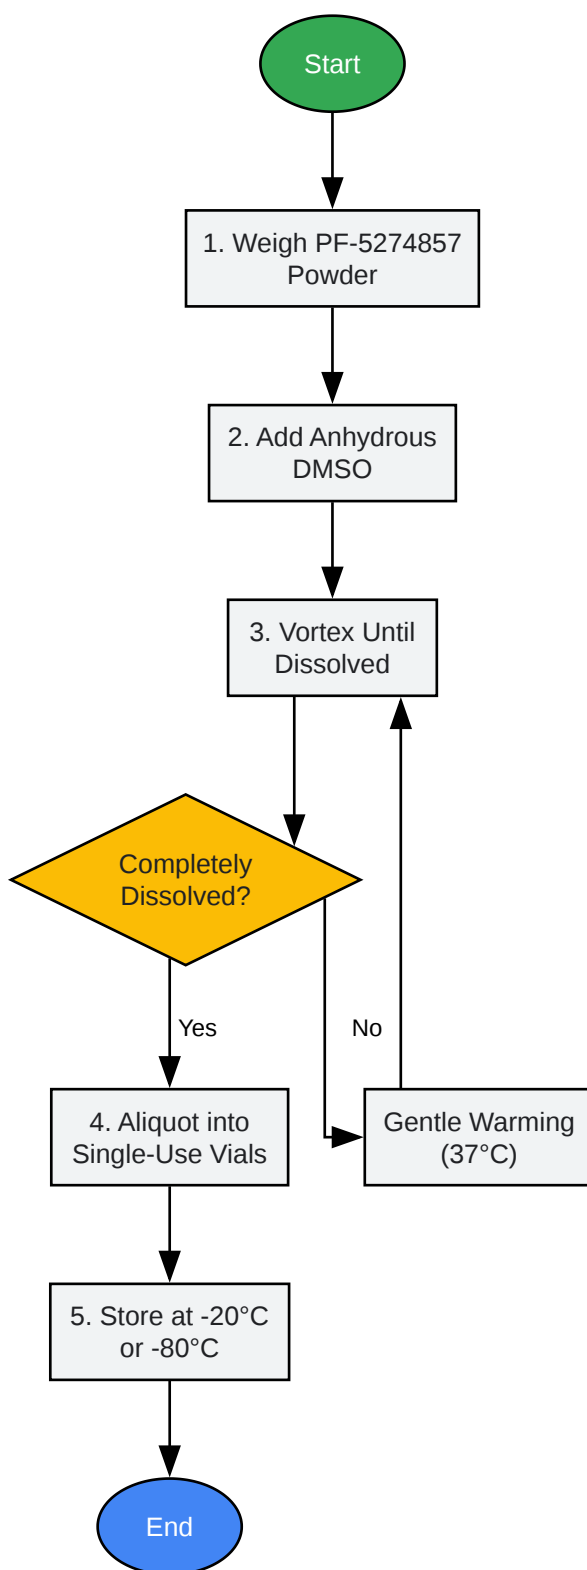 Start
1. Weigh PF-5274857
Powder
2. Add Anhydrous
DMSO
3. Vortex Until
Dissolved
Completely
Dissolved?
Yes
No
4. Aliquot into
Single-Use Vials
Gentle Warming
(37°C)
5. Store at -20°C
or -80°C
End